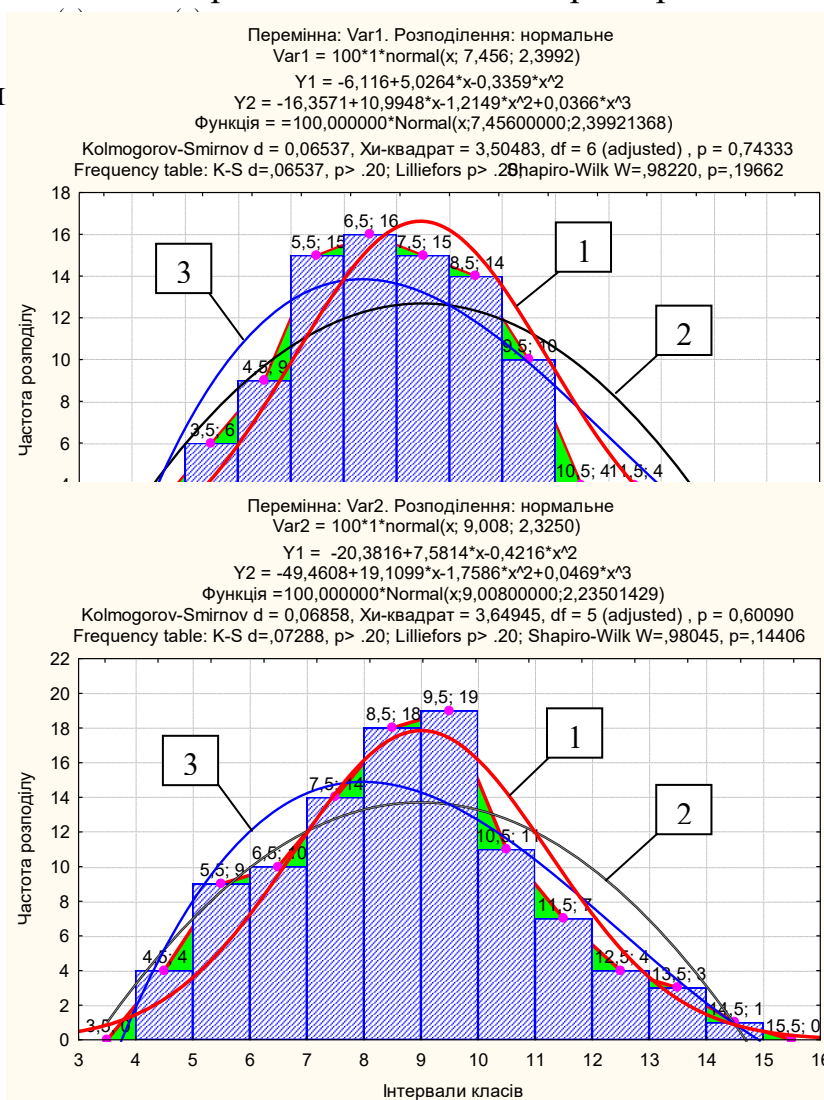 Перемінна: Var1. Розподілення: нормальне
Var1 = 100*1*normal(x; 7,456; 2,3992)
Y1 = -6,116+5,0264*x-0,3359*x^2
Y2 = -16,3571+10,9948*x-1,2149*x^2+0,0366*x^3
Функція = =100,000000*Normal(x;7,45600000;2,39921368)
Kolmogorov-Smirnov d = 0,06537, Хи-квадрат = 3,50483, df = 6 (adjusted) , p = 0,74333
Frequency table: K-S d=,06537, p> .20; Lilliefors p> .20; Shapiro-Wilk W=,98220, p=,19662
18
16
14
12
10
8
6
4
Частота розподілу
3,5; 6
4,5; 9
5,5; 15
6,5; 16
7,5; 15
8,5; 14
9,5; 10
10,5; 4
11,5; 4
3
1
2
Перемінна: Var2. Розподілення: нормальне
Var2 = 100*1*normal(x; 9,008; 2,3250)
Y1 = -20,3816+7,5814*x-0,4216*x^2
Y2 = -49,4608+19,1099*x-1,7586*x^2+0,0469*x^3
Функція =100,000000*Normal(x;9,00800000;2,23501429)
Kolmogorov-Smirnov d = 0,06858, Хи-квадрат = 3,64945, df = 5 (adjusted) , p = 0,60090
Frequency table: K-S d=,07288, p> .20; Lilliefors p> .20; Shapiro-Wilk W=,98045, p=,14406
22
20
18
16
14
12
10
8
6
4
2
0
Частота розподілу
3,5; 0
4,5; 4
5,5; 9
6,5; 10
7,5; 14
8,5; 18
9,5; 19
10,5; 11
11,5; 7
12,5; 4
13,5; 3
14,5; 1
15,5; 0
3
1
2
3 4 5 6 7 8 9 10 11 12 13 14 15 16
Інтервали класів